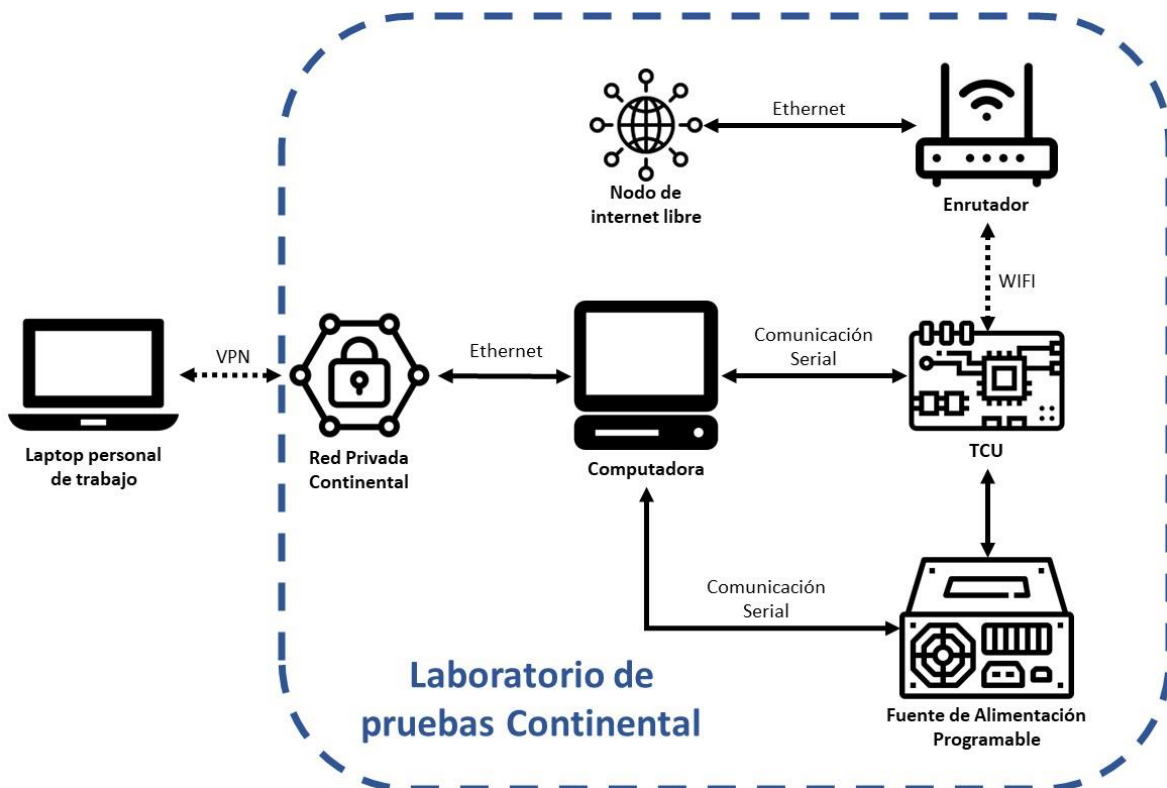 Ethernet
Nodo de
internet libre
Enrutador
WIFI
VPN
Ethernet
Comunicación
Serial
Laptop personal
de trabajo
Red Privada
Continental
Computadora
TCU
Comunicación
Serial
Laboratorio de
pruebas Continental
Fuente de Alimentación
Programable